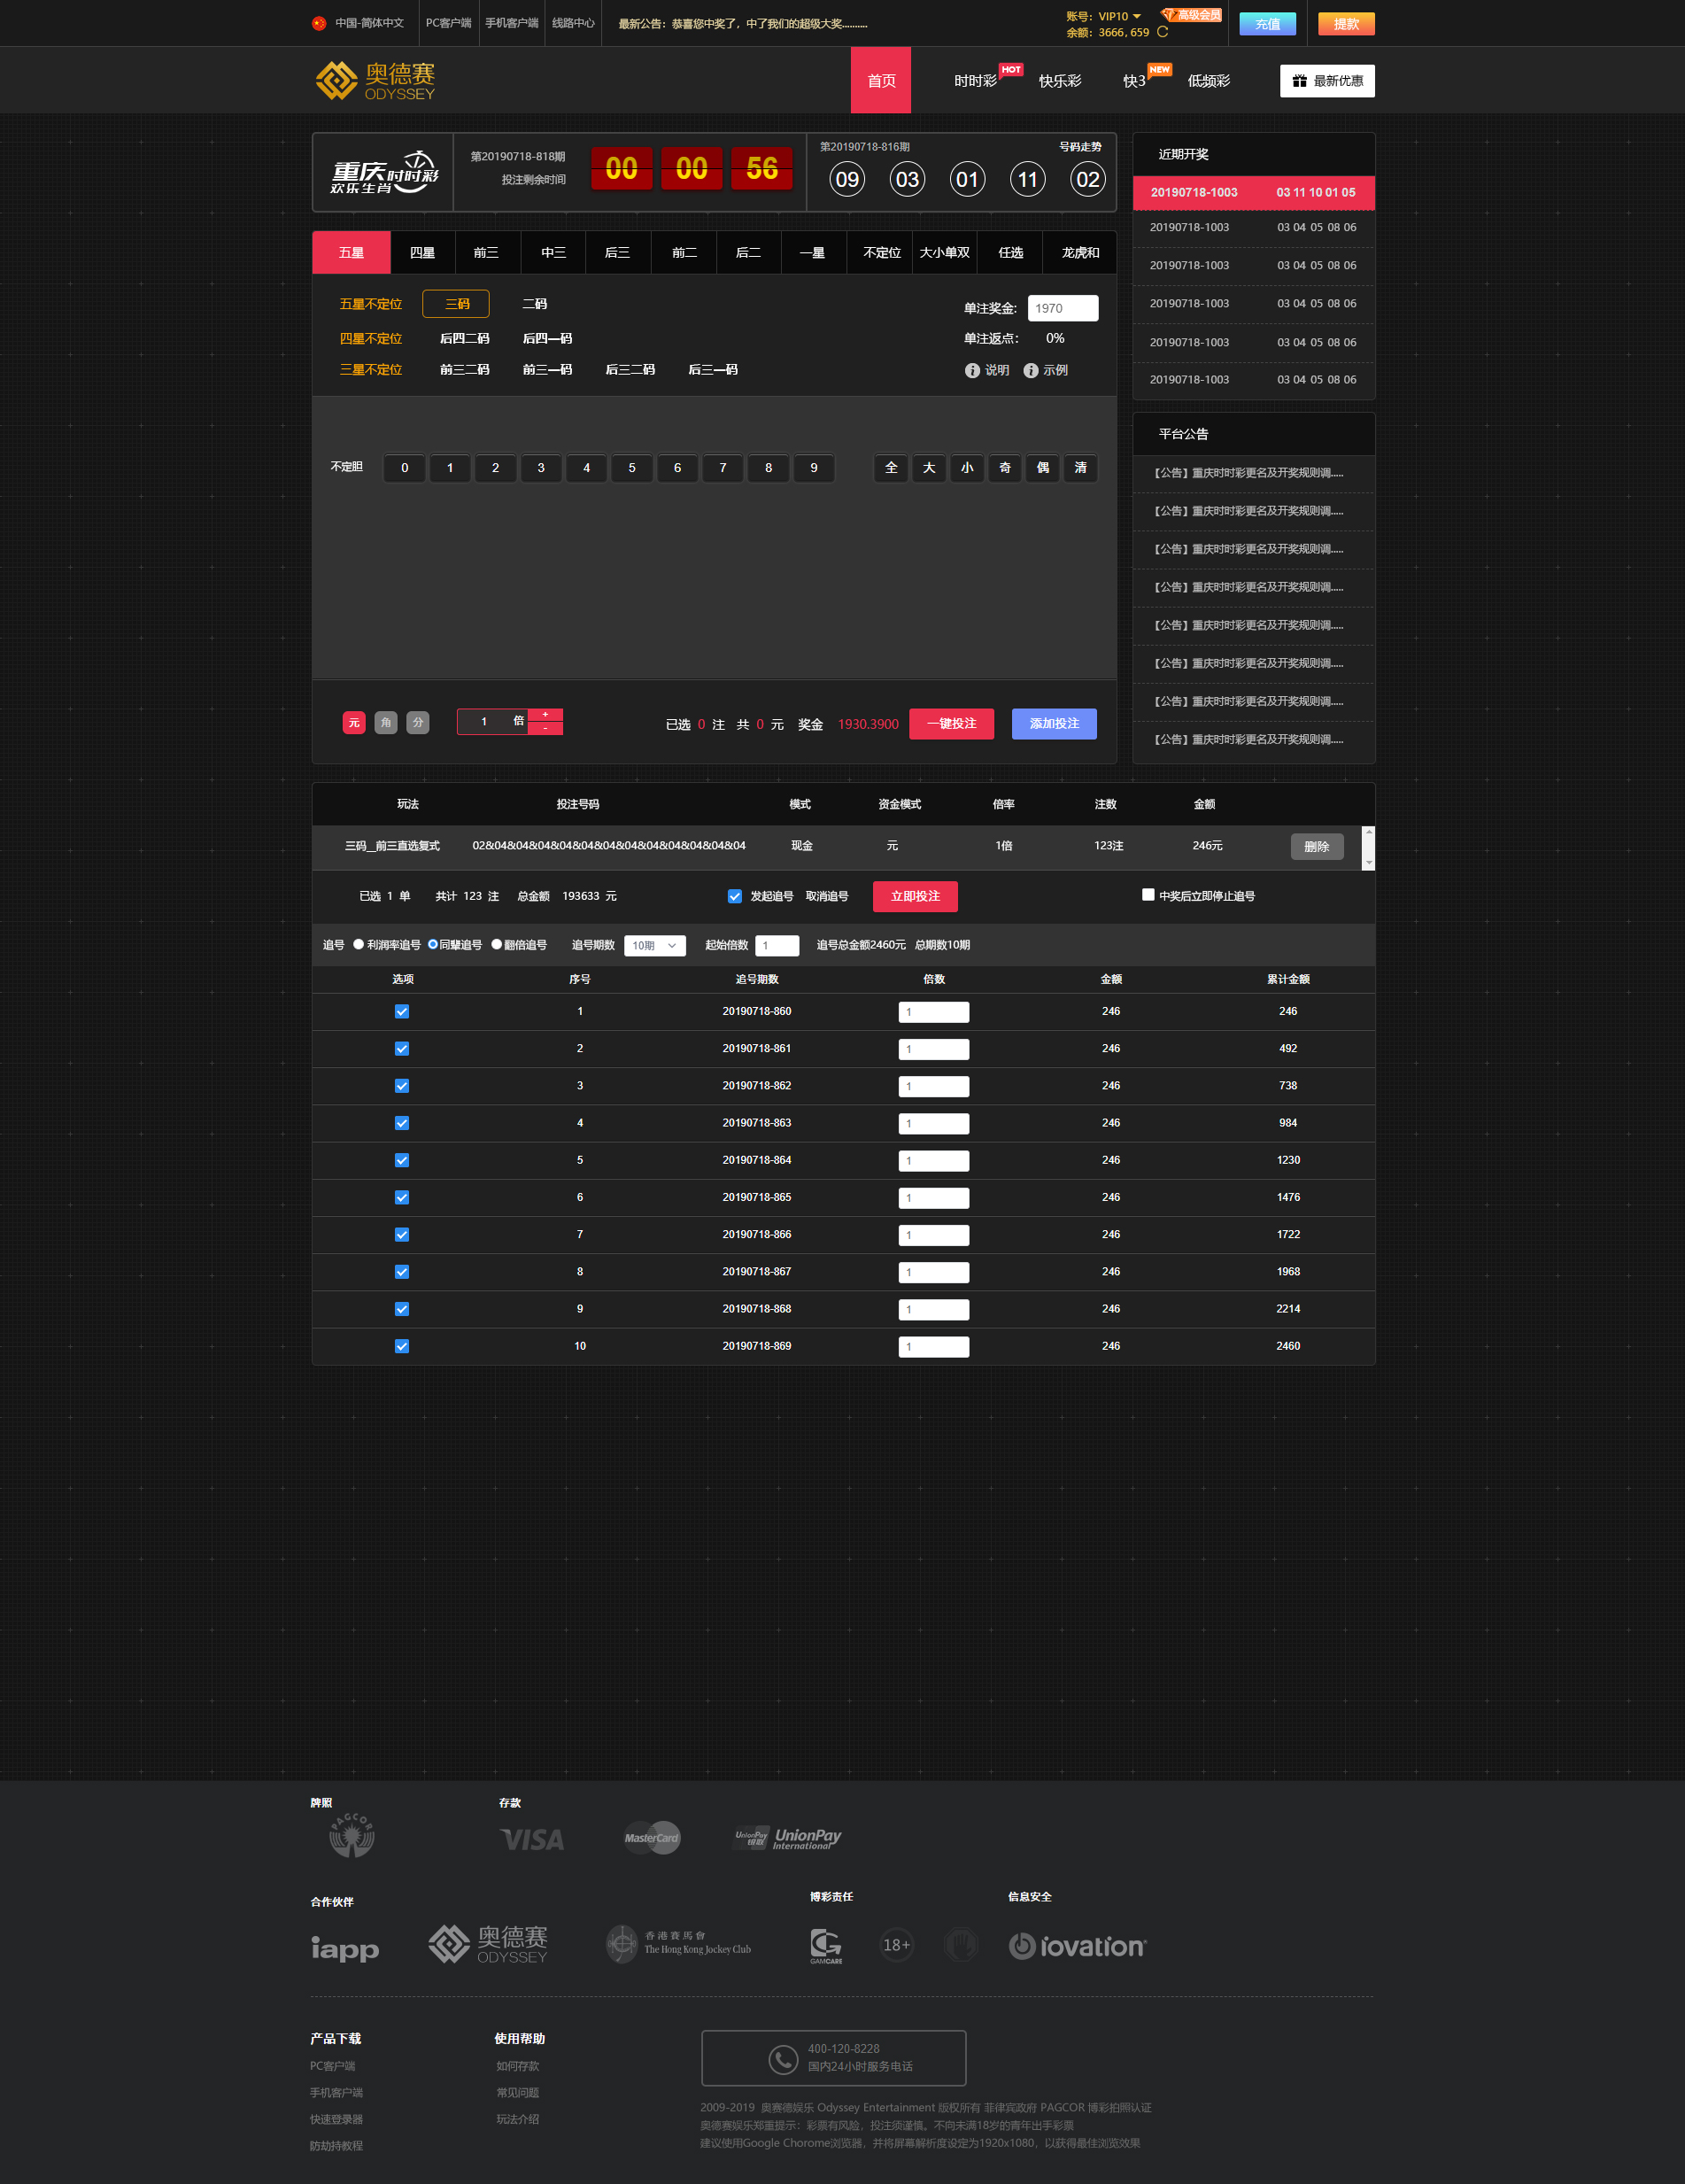 中国-简体中文 PC客户端 手机客户端 线路中心 最新公告：恭喜您中奖了，中了我们的超级大奖.......... 账号：VIP10 高级会员 充值 提款
余额：3666,659
奥德赛 ODYSSEY 首页 时时彩 HOT 快乐彩 快3 NEW 低频彩 最新优惠
重庆时时彩 欢乐生肖
第20190718-818期
投注剩余时间
00 00 56
第20190718-816期 号码走势
09 03 01 11 02
五星 四星 前三 中三 后三 前二 后二 一星 不定位 大小单双 任选 龙虎和
五星不定位 三码 二码 单注奖金: 1970
四星不定位 后四二码 后四一码 单注返点： 0%
三星不定位 前三二码 前三一码 后三二码 后三一码 说明 示例
不定胆 0 1 2 3 4 5 6 7 8 9 全 大 小 奇 偶 清
元 角 分 1 倍 + - 已选 0 注 共 0 元 奖金 1930.3900 一键投注 添加投注
近期开奖
20190718-1003 03 11 10 01 05
20190718-1003 03 04 05 08 06
20190718-1003 03 04 05 08 06
20190718-1003 03 04 05 08 06
20190718-1003 03 04 05 08 06
20190718-1003 03 04 05 08 06
平台公告
【公告】重庆时时彩更名及开奖规则调.....
【公告】重庆时时彩更名及开奖规则调.....
【公告】重庆时时彩更名及开奖规则调.....
【公告】重庆时时彩更名及开奖规则调.....
【公告】重庆时时彩更名及开奖规则调.....
【公告】重庆时时彩更名及开奖规则调.....
【公告】重庆时时彩更名及开奖规则调.....
【公告】重庆时时彩更名及开奖规则调.....
玩法 投注号码 模式 资金模式 倍率 注数 金额
三码__前三直选复式 02&04&04&04&04&04&04&04&04&04&04&04&04 现金 元 1倍 123注 246元 删除
已选 1 单 共计 123 注 总金额 193633 元 发起追号 取消追号 立即投注 中奖后立即停止追号
追号 利润率追号 同辈追号 翻倍追号 追号期数 10期 起始倍数 1 追号总金额2460元 总期数10期
选项 序号 追号期数 倍数 金额 累计金额
1 20190718-860 1 246 246
2 20190718-861 1 246 492
3 20190718-862 1 246 738
4 20190718-863 1 246 984
5 20190718-864 1 246 1230
6 20190718-865 1 246 1476
7 20190718-866 1 246 1722
8 20190718-867 1 246 1968
9 20190718-868 1 246 2214
10 20190718-869 1 246 2460
牌照 存款
PAGCOR VISA MasterCard UnionPay 银联 UnionPay International
合作伙伴 博彩责任 信息安全
iapp 奥德赛 ODYSSEY 香港賽馬會 The Hong Kong Jockey Club GAMCARE 18+ iovation
产品下载 使用帮助
PC客户端 如何存款
手机客户端 常见问题
快速登录器 玩法介绍
防劫持教程
400-120-8228
国内24小时服务电话
2009-2019 奥赛德娱乐 Odyssey Entertainment 版权所有 菲律宾政府 PAGCOR 博彩拍照认证
奥德赛娱乐郑重提示：彩票有风险，投注须谨慎。不向未满18岁的青年出手彩票
建议使用Google Chorome浏览器，并将屏幕解析度设定为1920x1080，以获得最佳浏览效果